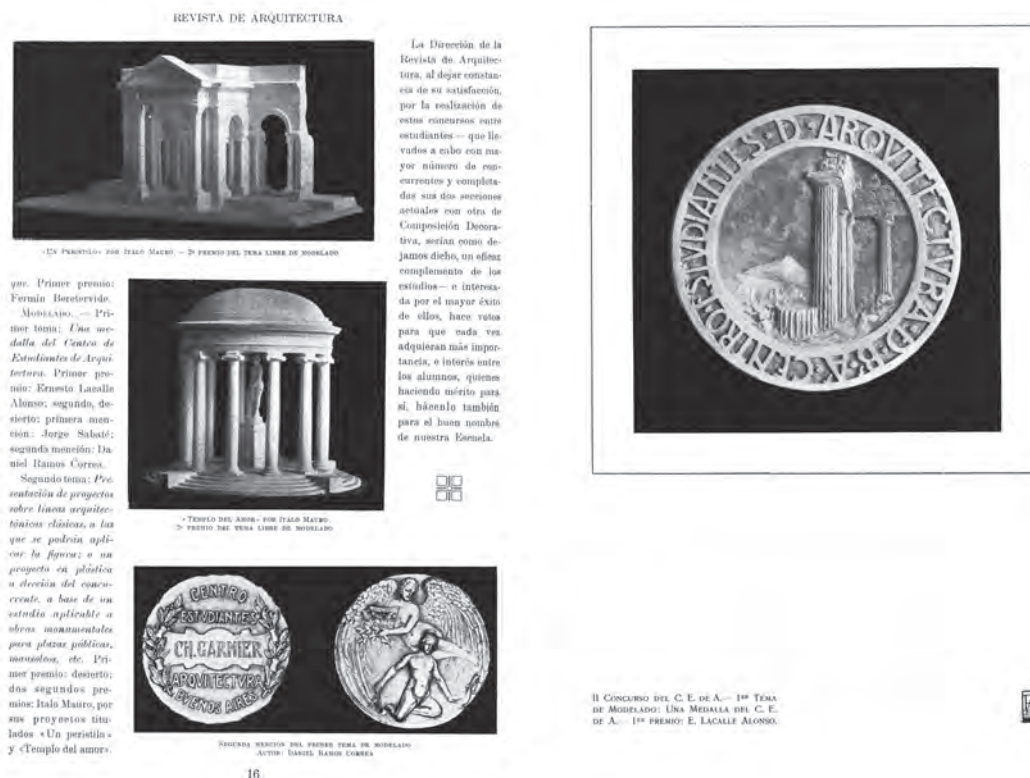 REVISTA DE ARQUITECTURA
«UN PERISTILO» POR ITALO MAURO — 2º PREMIO DEL TEMA LIBRE DE MODELADO
que. Primer premio:
Fermín Beretervide.
MODELADO. — Pri-
mer tema: Una me-
dalla del Centro de
Estudiantes de Arqui-
tectura. Primer pre-
mio: Ernesto Lacalle
Alonso; segundo, de-
sierto; primera men-
ción: Jorge Sabaté;
segunda mención: Da-
niel Ramos Correa.
Segundo tema: Pre-
sentación de proyectos
sobre líneas arquitec-
tónicas clásicas, a las
que se podrán apli-
car la figura; o un
proyecto en plástica
a elección del concu-
rrente, a base de un
estudio aplicable a
obras monumentales
para plazas públicas,
mausoleos, etc. Pri-
mer premio: desierto;
dos segundos pre-
mios: Italo Mauro, por
sus proyectos titu-
lados «Un peristilo»
y «Templo del amor».
«TEMPLO DEL AMOR» POR ITALO MAURO
2º PREMIO DEL TEMA LIBRE DE MODELADO
CENTRO
ESTVDIANTES
CH. GARNIER
ARQUITECTVRA
BVENOS AIRES
SEGUNDA MENCIÓN DEL PRIMER TEMA DE MODELADO
AUTOR: DANIEL RAMOS CORREA
La Dirección de la
Revista de Arquitec-
tura, al dejar constan-
cia de su satisfacción,
por la realización de
estos concursos entre
estudiantes — que lle-
vados a cabo con ma-
yor número de con-
currentes y completa-
das sus dos secciones
actuales con otra de
Composición Decora-
tiva, serían como de-
jamos dicho, un eficaz
complemento de los
estudios — e interesa-
da por el mayor éxito
de ellos, hace votos
para que cada vez
adquieran más impor-
tancia, e interés entre
los alumnos, quienes
haciendo mérito para
sí, hácenlo también
para el buen nombre
de nuestra Escuela.
16
ESTVDIANTES·D·ARQVITECTVRA·D·B·A·
II CONCURSO DEL C. E. DE A. — 1er TEMA
DE MODELADO: UNA MEDALLA DEL C. E.
DE A. — 1er PREMIO: E. LACALLE ALONSO.